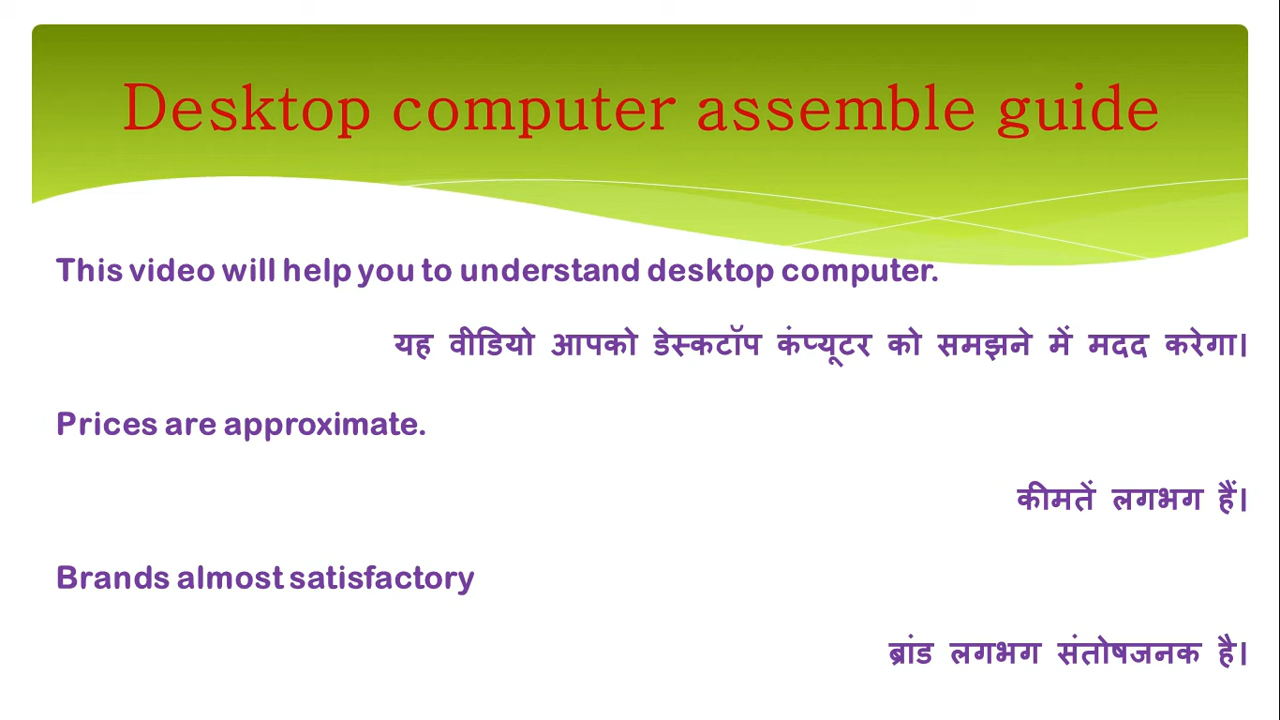 Desktop computer assemble guide
This video will help you to understand desktop computer.
यह वीडियो आपको डेस्कटॉप कंप्यूटर को समझने में मदद करेगा।
Prices are approximate.
कीमतें लगभग हैं।
Brands almost satisfactory
ब्रांड लगभग संतोषजनक है।